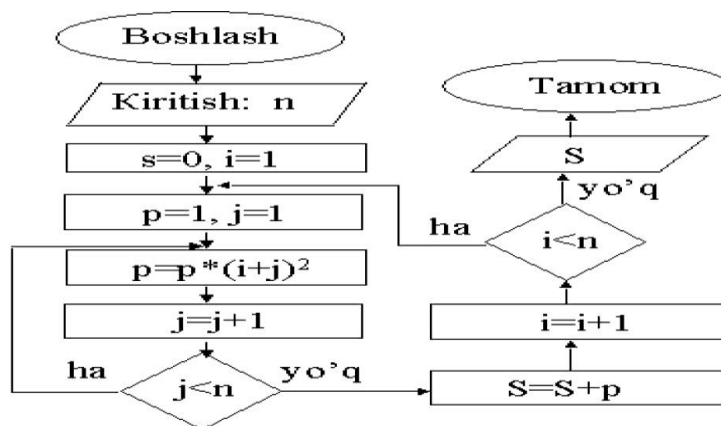 Boshlash
Kiritish: n
s=0, i=1
p=1, j=1
p=p*(i+j)²
j=j+1
j<n
ha
yo’q
S=S+p
i=i+1
i<n
ha
yo’q
S
Tamom